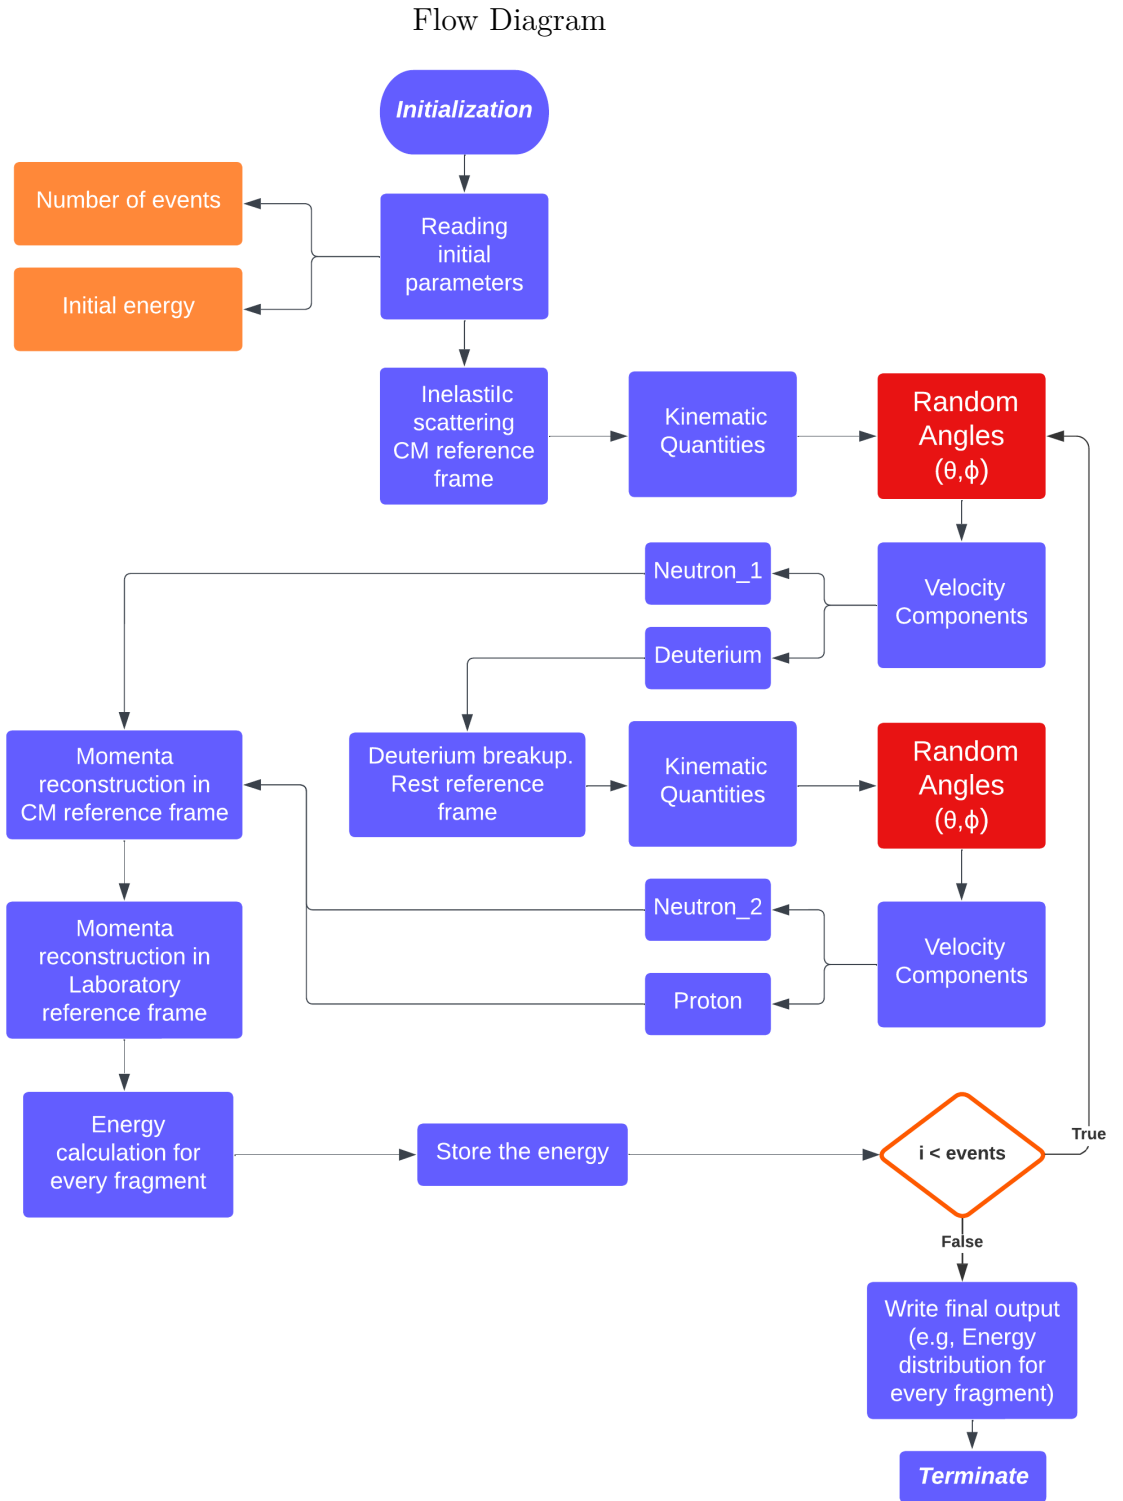 Flow Diagram
Initialization
Number of events
Reading
initial
parameters
Initial energy
InelastiIc
scattering
CM reference
frame
Kinematic
Quantities
Random
Angles
(θ,ϕ)
Neutron_1
Velocity
Components
Deuterium
Momenta
reconstruction in
CM reference frame
Deuterium breakup.
Rest reference
frame
Kinematic
Quantities
Random
Angles
(θ,ϕ)
Neutron_2
Velocity
Components
Proton
Momenta
reconstruction in
Laboratory
reference frame
Energy
calculation for
every fragment
Store the energy
i < events
True
False
Write final output
(e.g, Energy
distribution for
every fragment)
Terminate